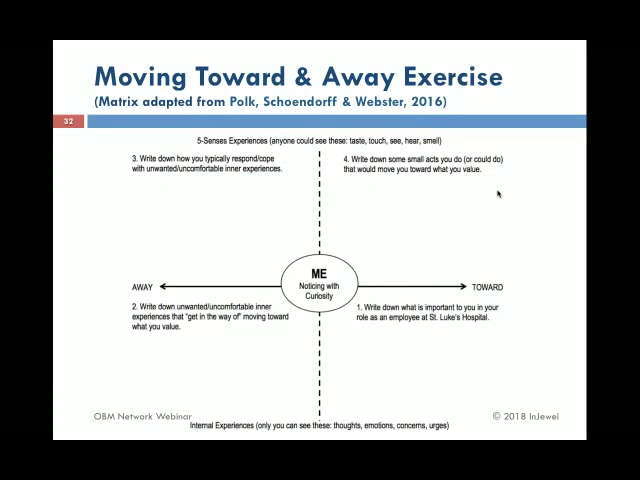 Moving Toward & Away Exercise
(Matrix adapted from Polk, Schoendorff & Webster, 2016)
32
5-Senses Experiences (anyone could see these: taste, touch, see, hear, smell)
3. Write down how you typically respond/cope
with unwanted/uncomfortable inner experiences.
4. Write down some small acts you do (or could do)
that would move you toward what you value.
ME
Noticing with
Curiosity
AWAY
TOWARD
2. Write down unwanted/uncomfortable inner
experiences that "get in the way of" moving toward
what you value.
1. Write down what is important to you in your
role as an employee at St. Luke's Hospital.
OBM Network Webinar
© 2018 InJewel
Internal Experiences (only you can see these: thoughts, emotions, concerns, urges)